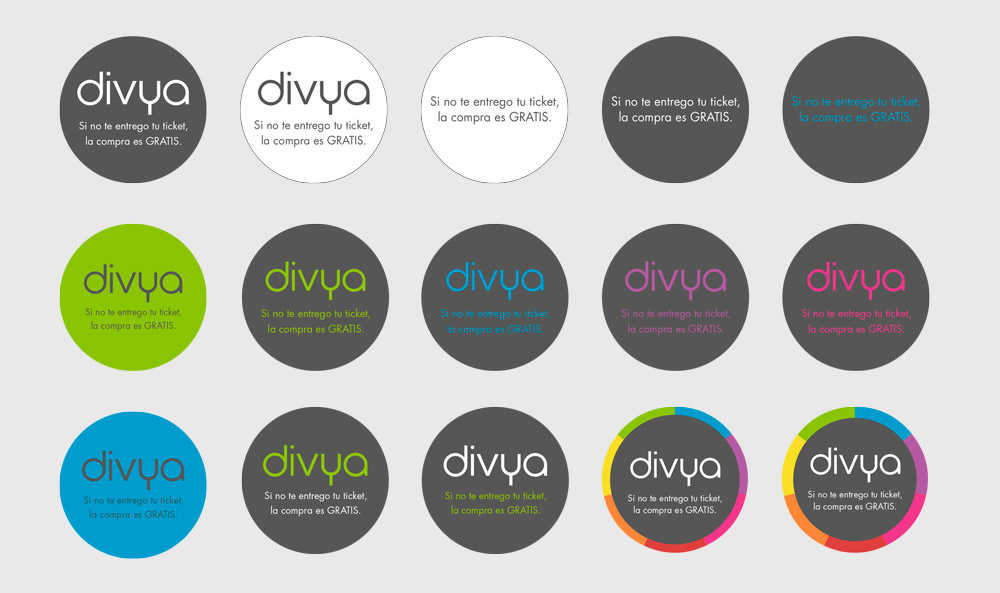 divya
Si no te entrego tu ticket,
la compra es GRATIS.
divya
Si no te entrego tu ticket,
la compra es GRATIS.
Si no te entrego tu ticket,
la compra es GRATIS.
Si no te entrego tu ticket,
la compra es GRATIS.
Si no te entrego tu ticket,
la compra es GRATIS.
divya
Si no te entrego tu ticket,
la compra es GRATIS.
divya
Si no te entrego tu ticket,
la compra es GRATIS.
divya
Si no te entrego tu ticket,
la compra es GRATIS.
divya
Si no te entrego tu ticket,
la compra es GRATIS.
divya
Si no te entrego tu ticket,
la compra es GRATIS.
divya
Si no te entrego tu ticket,
la compra es GRATIS.
divya
Si no te entrego tu ticket,
la compra es GRATIS.
divya
Si no te entrego tu ticket,
la compra es GRATIS.
divya
Si no te entrego tu ticket,
la compra es GRATIS.
divya
Si no te entrego tu ticket,
la compra es GRATIS.